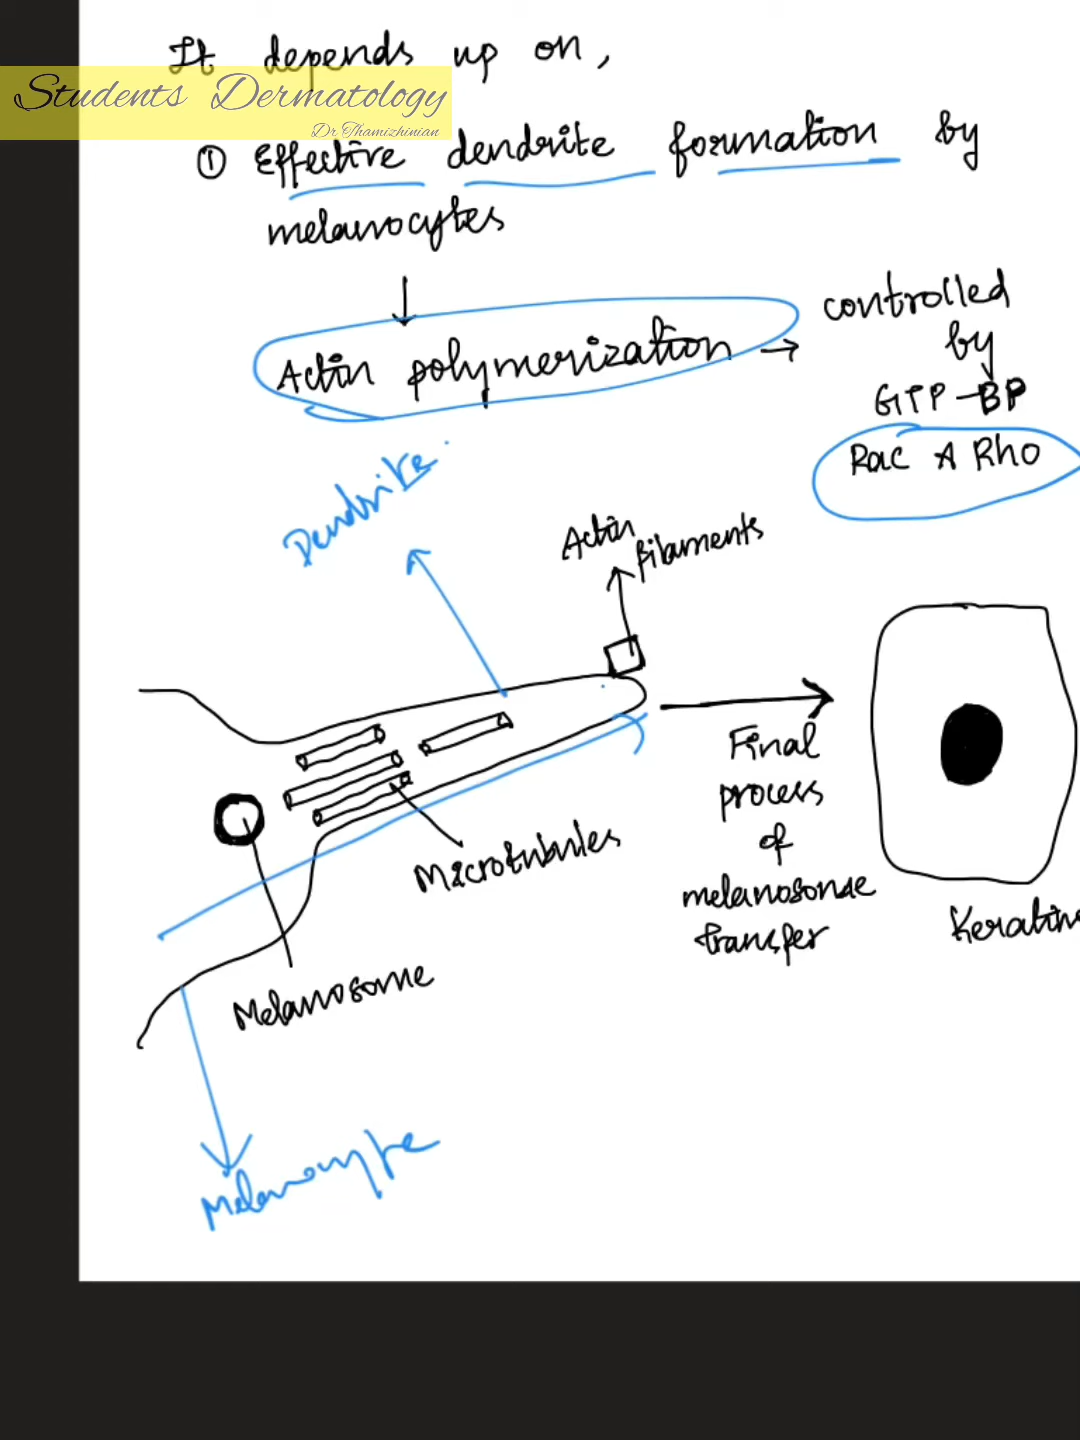 It depends up on,
Students Dermatology
Dr Thamizhinian
① Effective dendrite formation by
melanocytes
Actin polymerization → controlled
by
GTP-BP
Rac & Rho
Dendrite
Actin
filaments
Final
process
of
melanosome
transfer
Microtubules
Keratin
Melanosome
Melanocyte